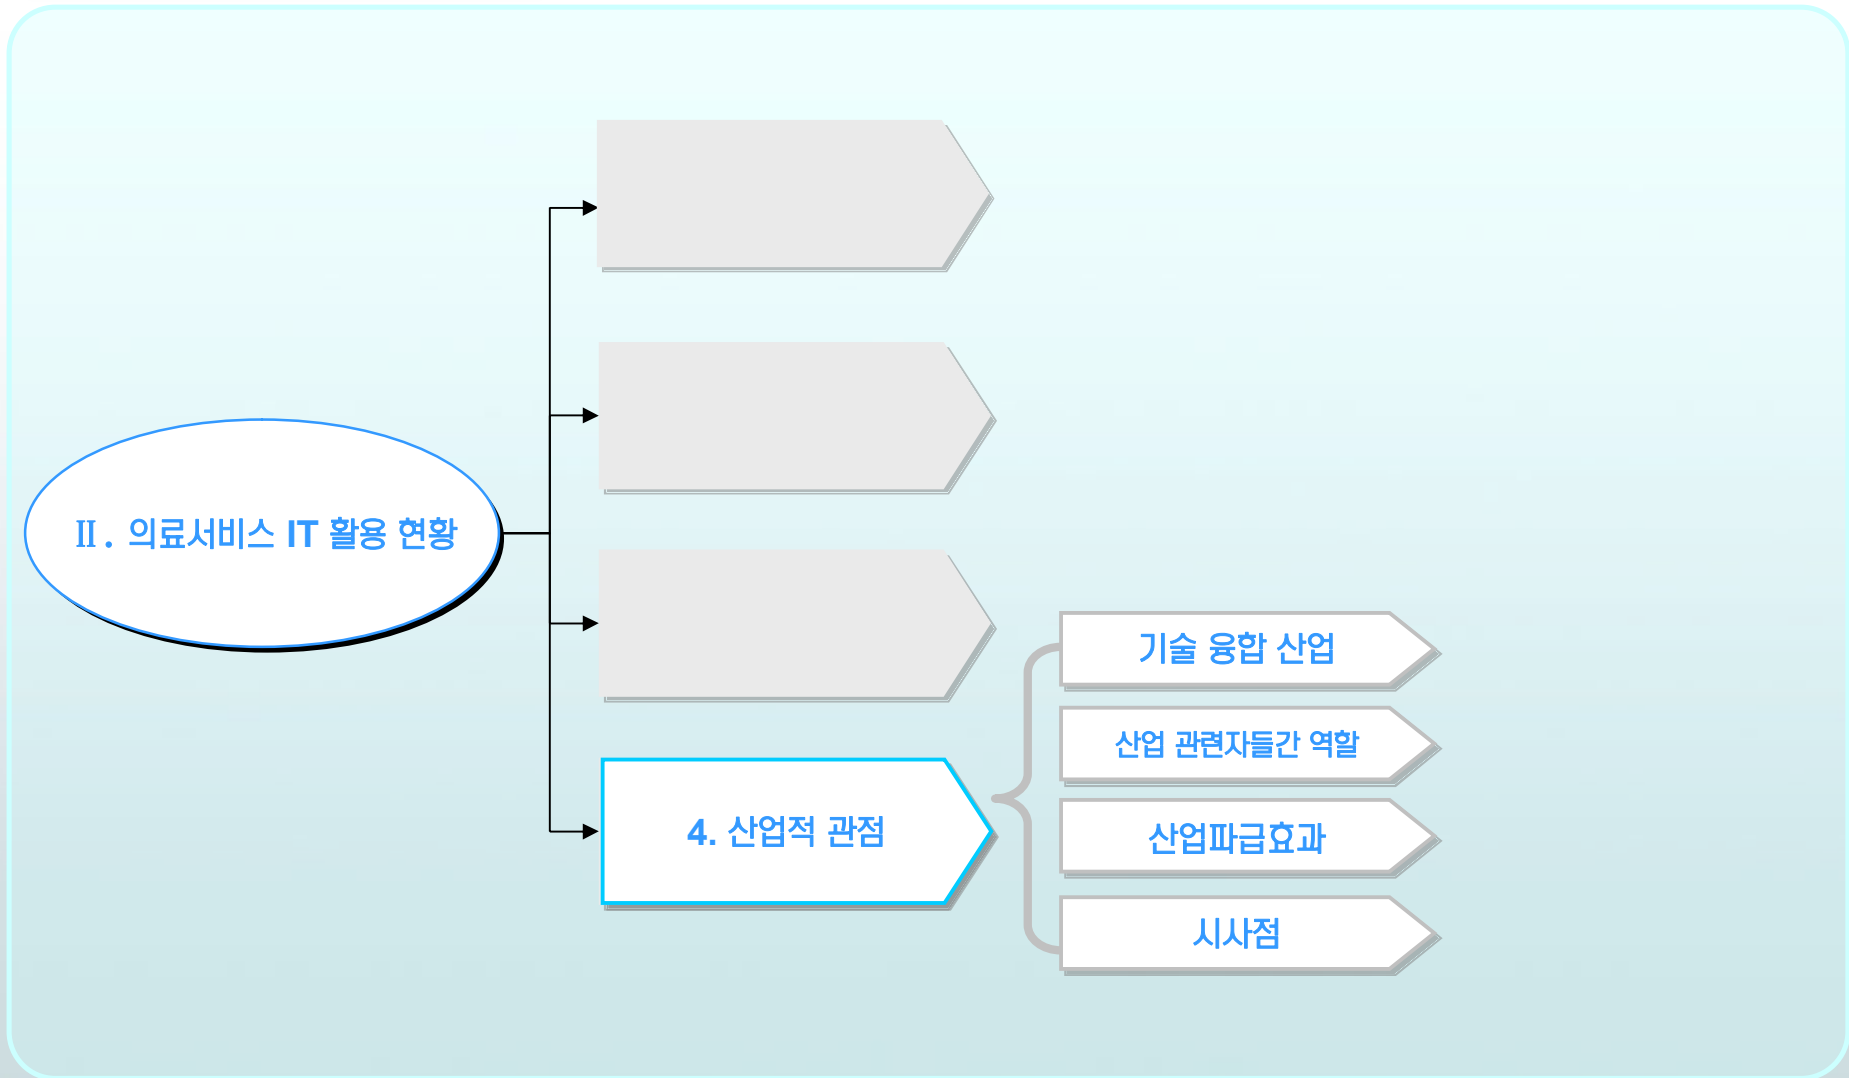 Ⅱ. 의료서비스 IT 활용 현황
4. 산업적 관점
기술 융합 산업
산업 관련자들간 역할
산업파급효과
시사점